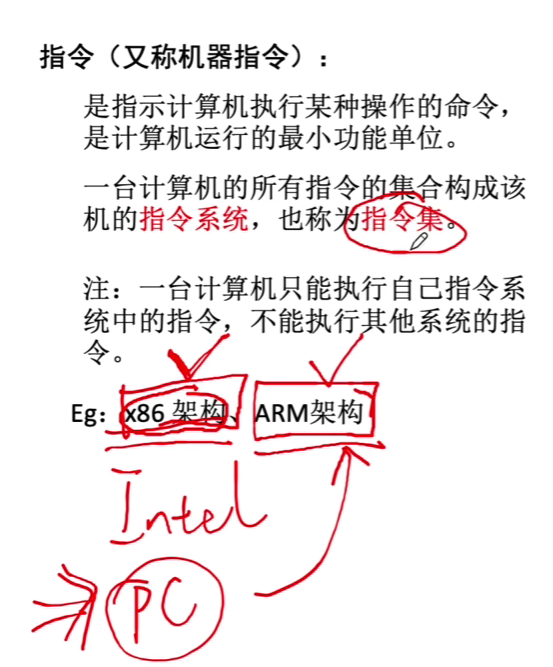 指令（又称机器指令）：
是指示计算机执行某种操作的命令，
是计算机运行的最小功能单位。
一台计算机的所有指令的集合构成该
机的指令系统，也称为指令集。
注：一台计算机只能执行自己指令系
统中的指令，不能执行其他系统的指
令。
Eg：x86 架构、ARM架构
Intel
PC